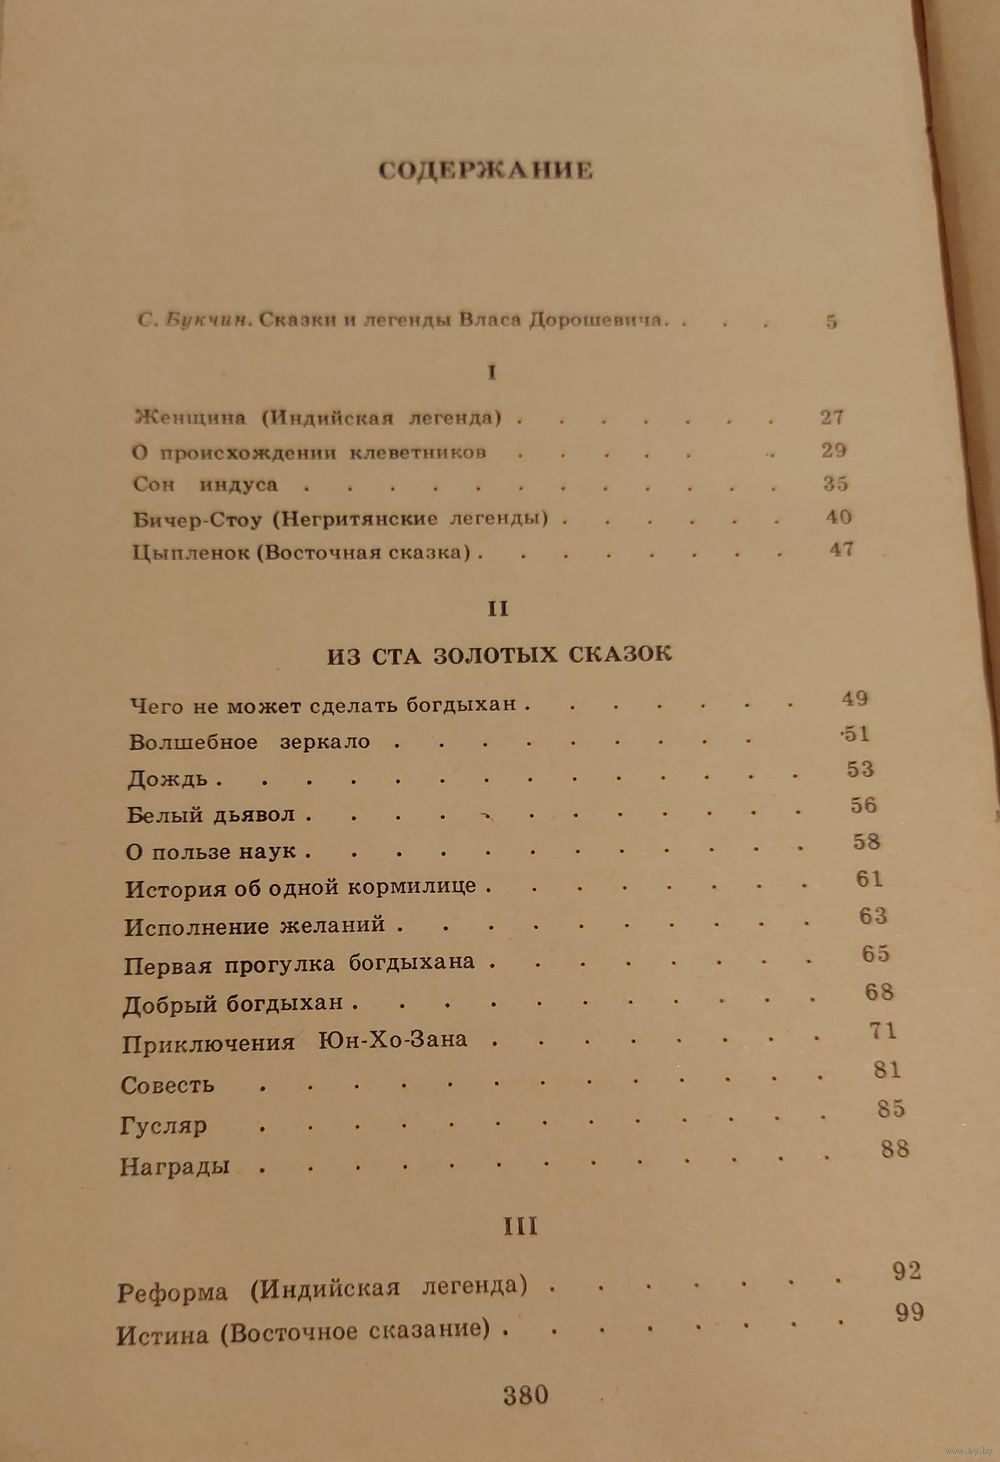 СОДЕРЖАНИЕ
С. Букчин. Сказки и легенды Власа Дорошевича. . . . 5
I
Женщина (Индийская легенда) . . . . . . . 27
О происхождении клеветников . . . . . . 29
Сон индуса . . . . . . . . . . . . 35
Бичер-Стоу (Негритянские легенды) . . . . . . 40
Цыпленок (Восточная сказка) . . . . . . . . 47
II
ИЗ СТА ЗОЛОТЫХ СКАЗОК
Чего не может сделать богдыхан . . . . . . . 49
Волшебное зеркало . . . . . . . . . 51
Дождь . . . . . . . . . . . . . . 53
Белый дьявол . . . . . . . . . . . . 56
О пользе наук . . . . . . . . . . . . 58
История об одной кормилице . . . . . . . . 61
Исполнение желаний . . . . . . . . . . 63
Первая прогулка богдыхана . . . . . . . . 65
Добрый богдыхан . . . . . . . . . . . 68
Приключения Юн-Хо-Зана . . . . . . . . 71
Совесть . . . . . . . . . . . . . 81
Гусляр . . . . . . . . . . . . . 85
Награды . . . . . . . . . . . . . 88
III
Реформа (Индийская легенда) . . . . . . . 92
Истина (Восточное сказание) . . . . . . . . 99
380
www.ay.by